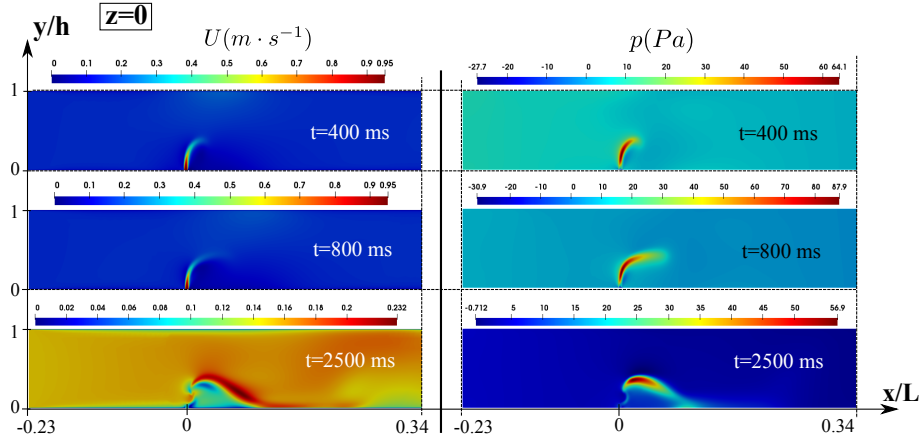 z=0
y/h
U(m · s⁻¹)
p(Pa)
0 0.1 0.2 0.3 0.4 0.5 0.6 0.7 0.8 0.9 0.95
-27.7 -20 -10 0 10 20 30 40 50 60 64.1
1
t=400 ms
t=400 ms
0
0 0.1 0.2 0.3 0.4 0.5 0.6 0.7 0.8 0.9 0.95
-30.9 -20 -10 0 10 20 30 40 50 60 70 87.9
1
t=800 ms
t=800 ms
0
0 0.02 0.04 0.06 0.08 0.1 0.12 0.14 0.16 0.18 0.2 0.232
-0.712 5 10 15 20 25 30 35 40 45 50 56.9
1
t=2500 ms
t=2500 ms
0
x/L
-0.23 0 0.34
-0.23 0 0.34